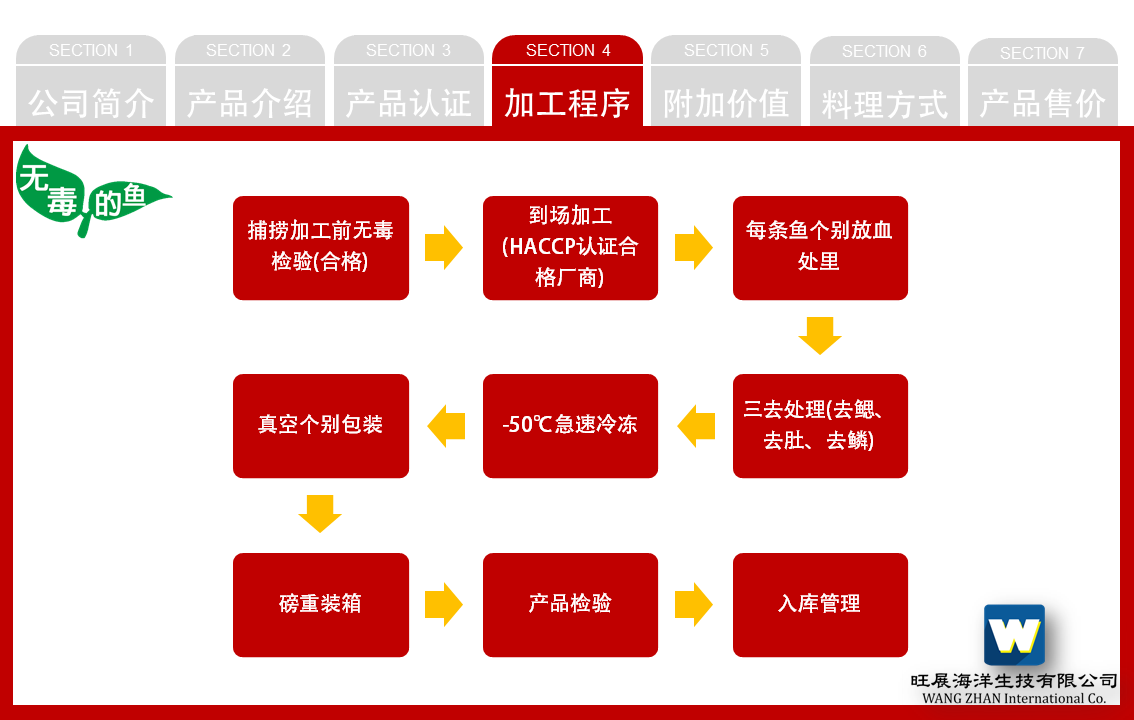 SECTION 1
SECTION 2
SECTION 3
SECTION 4
SECTION 5
SECTION 6
SECTION 7
公司简介
产品介绍
产品认证
加工程序
附加价值
料理方式
产品售价
无毒的鱼
捕捞加工前无毒
检验(合格)
到场加工
(HACCP认证合
格厂商)
每条鱼个别放血
处里
三去处理(去鳃、
去肚、去鳞)
-50℃急速冷冻
真空个别包装
磅重装箱
产品检验
入库管理
W
旺展海洋生技有限公司
WANG ZHAN International Co.